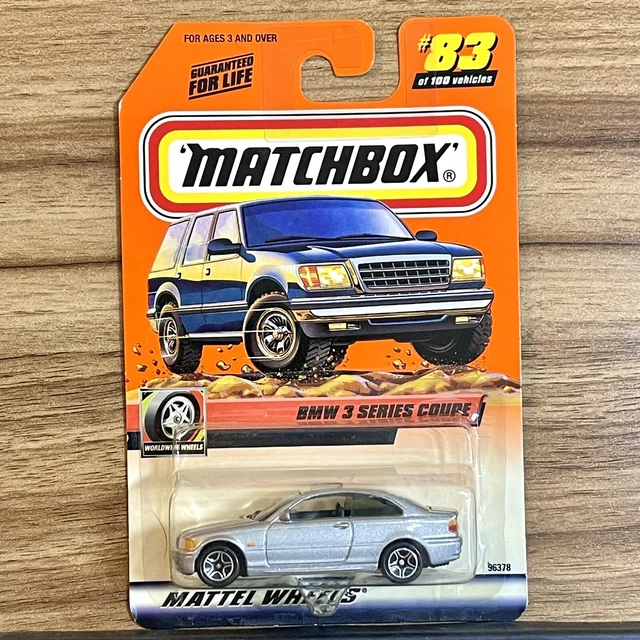 FOR AGES 3 AND OVER
GUARANTEED
FOR LIFE
#83
of 100 vehicles
'MATCHBOX'®
BMW 3 SERIES COUPE
WORLDWIDE WHEELS
96378
MATTEL WHEELS®